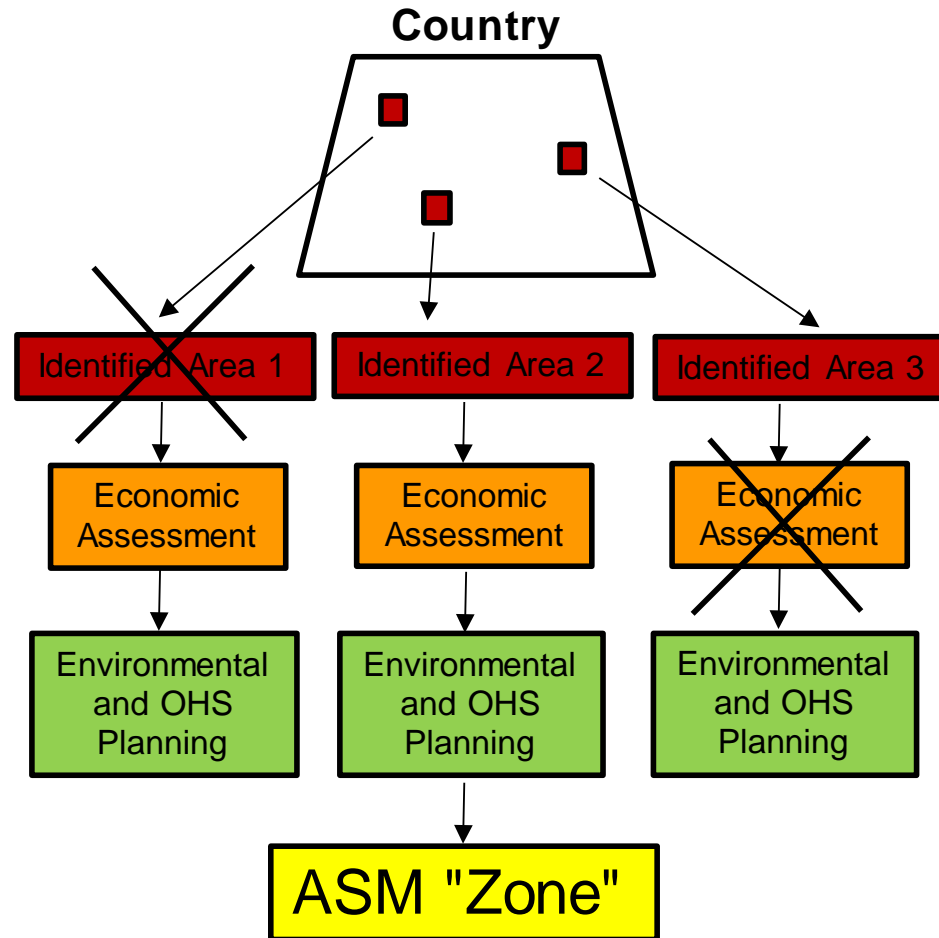 Country
Identified Area 1
Identified Area 2
Identified Area 3
Economic
Assessment
Economic
Assessment
Economic
Assessment
Environmental
and OHS
Planning
Environmental
and OHS
Planning
Environmental
and OHS
Planning
ASM "Zone"